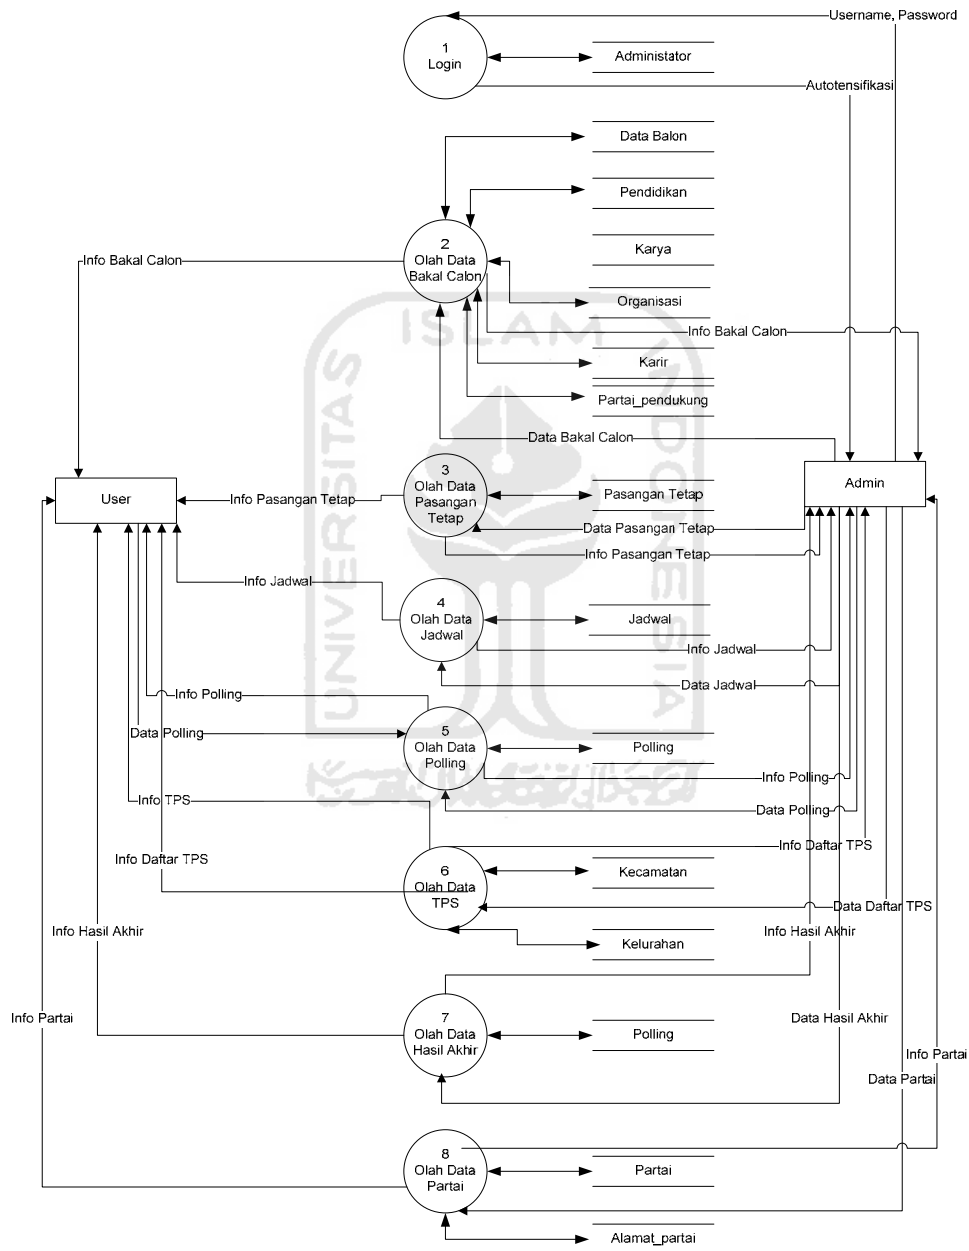 Username, Password
1
Login
Administator
Autotensifikasi
Data Balon
Pendidikan
2
Olah Data
Bakal Calon
Karya
Info Bakal Calon
Organisasi
Info Bakal Calon
Karir
Partai_pendukung
Data Bakal Calon
3
Olah Data
Pasangan
Tetap
Admin
User
Info Pasangan Tetap
Pasangan Tetap
Data Pasangan Tetap
Info Pasangan Tetap
Info Jadwal
4
Olah Data
Jadwal
Jadwal
Info Jadwal
Data Jadwal
Info Polling
Data Polling
5
Olah Data
Polling
Polling
Info Polling
Info TPS
Data Polling
Info Daftar TPS
Info Daftar TPS
6
Olah Data
TPS
Kecamatan
Data Daftar TPS
Info Hasil Akhir
Info Hasil Akhir
Kelurahan
Info Partai
7
Olah Data
Hasil Akhir
Polling
Data Hasil Akhir
Info Partai
Data Partai
8
Olah Data
Partai
Partai
Alamat_partai
UNIVERSITAS
ISLAM
INDONESIA